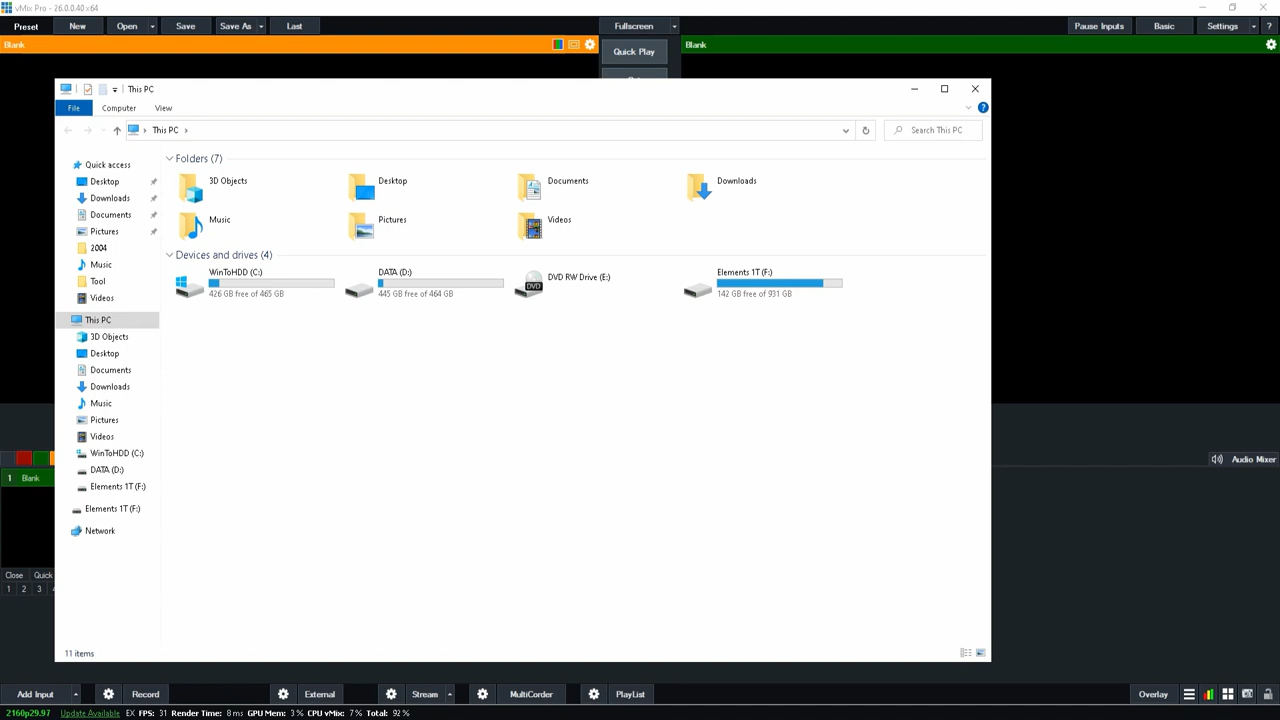 vMix Pro - 26.0.0.40 x64
Preset New Open Save Save As Last Fullscreen Pause Inputs Basic Settings ?
Blank
Blank
Quick Play
This PC
File Computer View
This PC
Search This PC
Quick access
Desktop
Downloads
Documents
Pictures
2004
Music
Tool
Videos
This PC
3D Objects
Desktop
Documents
Downloads
Music
Pictures
Videos
WinToHDD (C:)
DATA (D:)
Elements 1T (F:)
Elements 1T (F:)
Network
Folders (7)
3D Objects
Desktop
Documents
Downloads
Music
Pictures
Videos
Devices and drives (4)
WinToHDD (C:)
426 GB free of 465 GB
DATA (D:)
445 GB free of 464 GB
DVD RW Drive (E:)
DVD
Elements 1T (F:)
142 GB free of 931 GB
11 items
1 Blank
Close Quick
1 2 3
Audio Mixer
Add Input Record External Stream MultiCorder PlayList Overlay
2160p29.97 Update Available EX FPS: 31 Render Time: 8 ms GPU Mem: 3 % CPU vMix: 7 % Total: 92 %